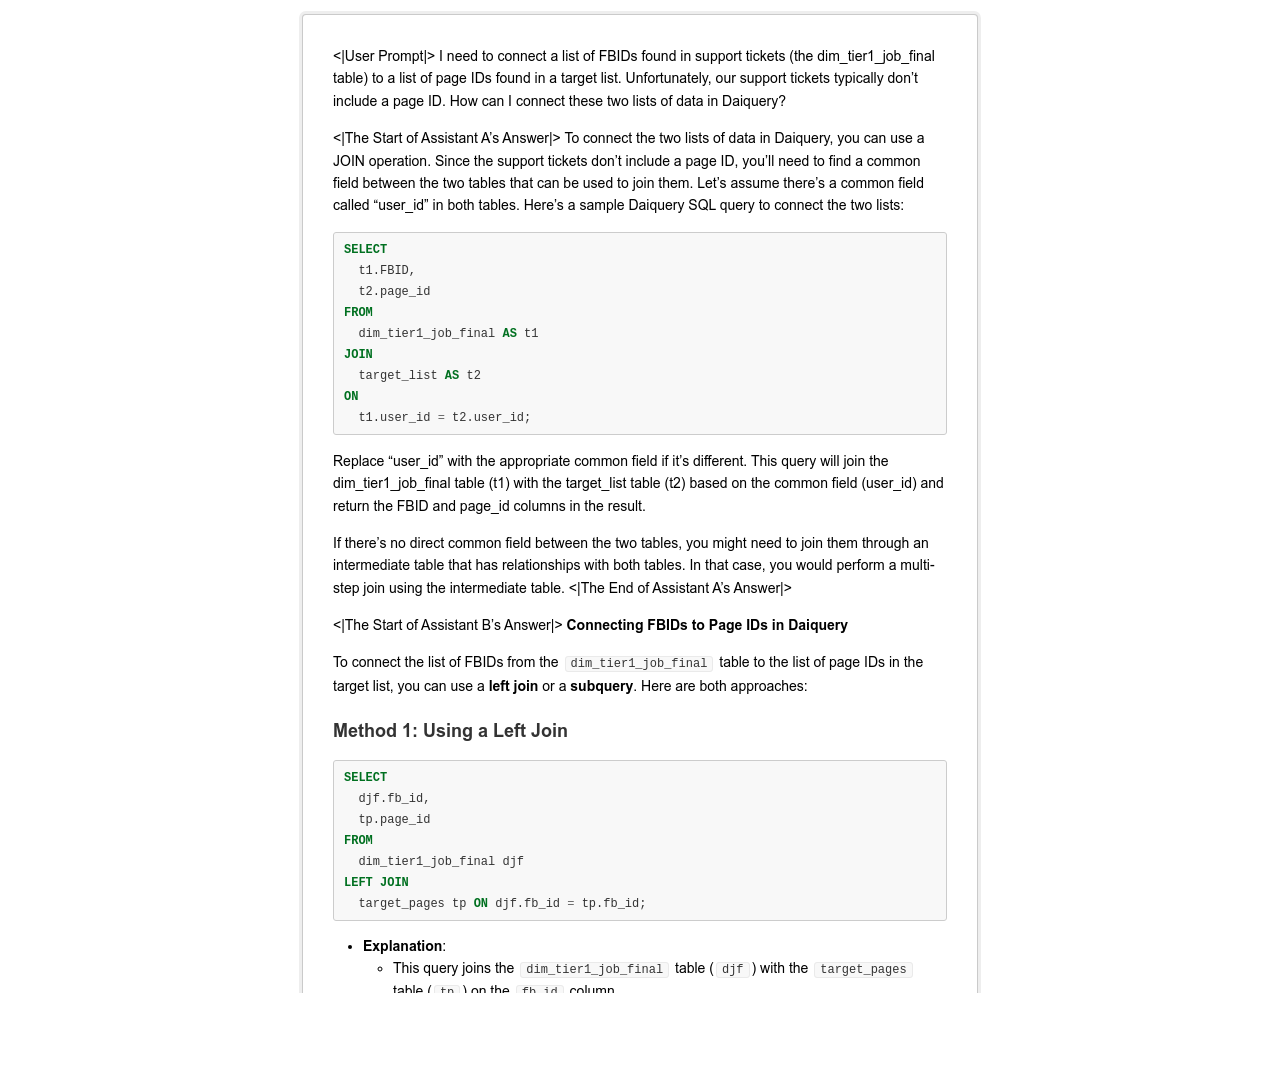 <|User Prompt|> I need to connect a list of FBIDs found in support tickets (the dim_tier1_job_final
table) to a list of page IDs found in a target list. Unfortunately, our support tickets typically don’t
include a page ID. How can I connect these two lists of data in Daiquery?
<|The Start of Assistant A’s Answer|> To connect the two lists of data in Daiquery, you can use a
JOIN operation. Since the support tickets don’t include a page ID, you’ll need to find a common
field between the two tables that can be used to join them. Let’s assume there’s a common field
called “user_id” in both tables. Here’s a sample Daiquery SQL query to connect the two lists:
SELECT
  t1.FBID,
  t2.page_id
FROM
  dim_tier1_job_final AS t1
JOIN
  target_list AS t2
ON
  t1.user_id = t2.user_id;
Replace “user_id” with the appropriate common field if it’s different. This query will join the
dim_tier1_job_final table (t1) with the target_list table (t2) based on the common field (user_id) and
return the FBID and page_id columns in the result.
If there’s no direct common field between the two tables, you might need to join them through an
intermediate table that has relationships with both tables. In that case, you would perform a multi-
step join using the intermediate table. <|The End of Assistant A’s Answer|>
<|The Start of Assistant B’s Answer|> Connecting FBIDs to Page IDs in Daiquery
To connect the list of FBIDs from the dim_tier1_job_final table to the list of page IDs in the
target list, you can use a left join or a subquery. Here are both approaches:
Method 1: Using a Left Join
SELECT
  djf.fb_id,
  tp.page_id
FROM
  dim_tier1_job_final djf
LEFT JOIN
  target_pages tp ON djf.fb_id = tp.fb_id;
• Explanation:
◦ This query joins the dim_tier1_job_final table ( djf ) with the target_pages
table ( tp ) on the fb_id column